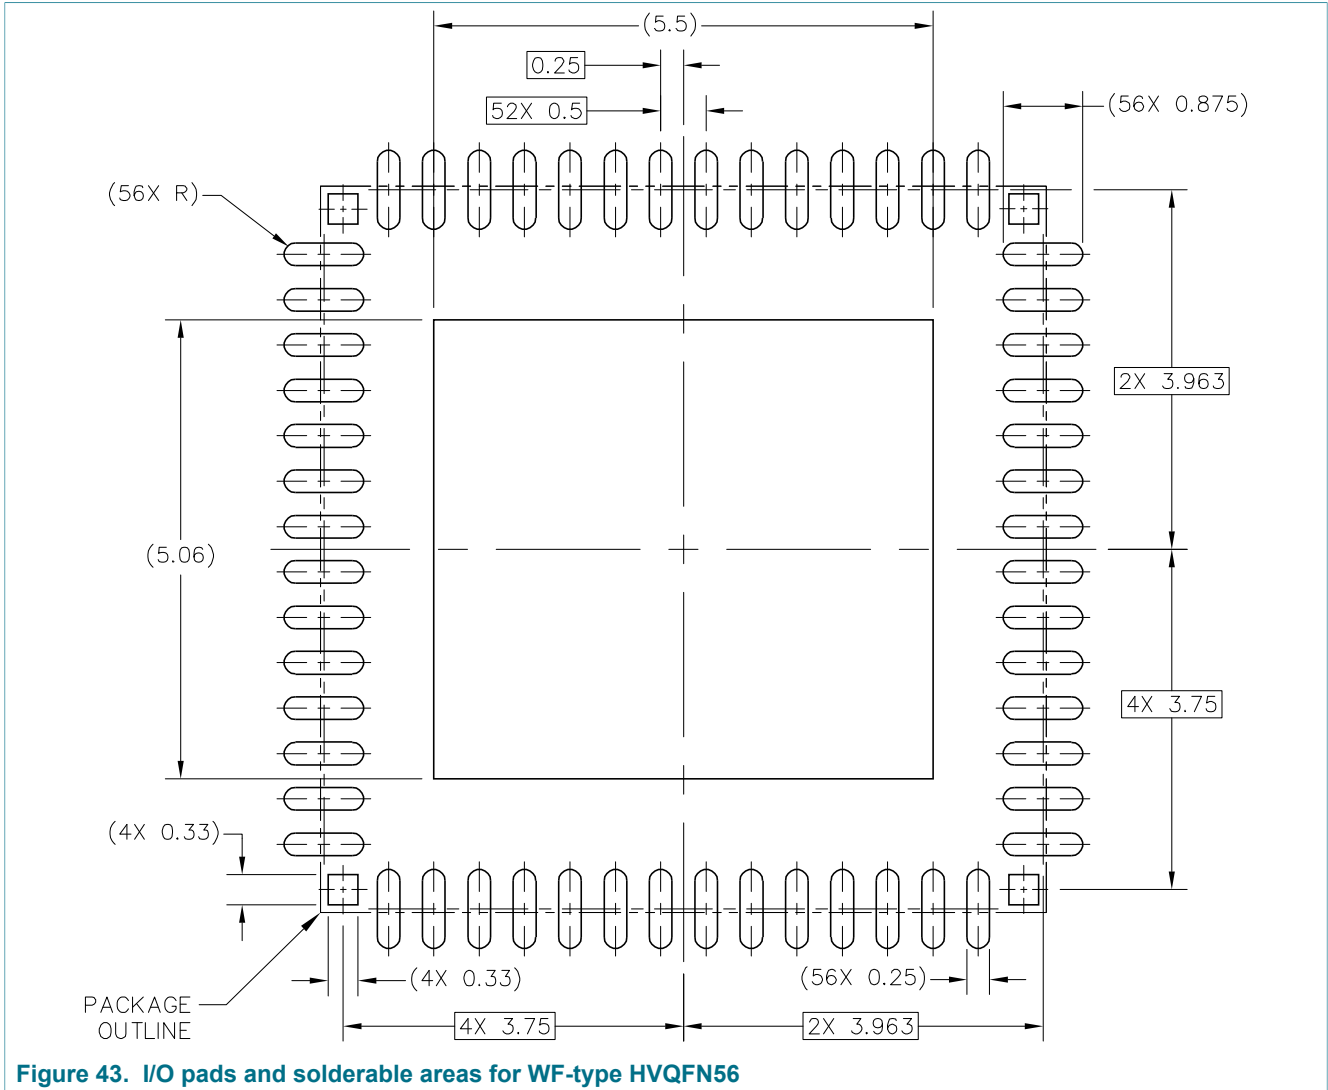 (5.5)
0.25
52X 0.5
(56X 0.875)
(56X R)
2X 3.963
(5.06)
4X 3.75
(4X 0.33)
(4X 0.33)
(56X 0.25)
PACKAGE
OUTLINE
4X 3.75
2X 3.963
Figure 43. I/O pads and solderable areas for WF-type HVQFN56